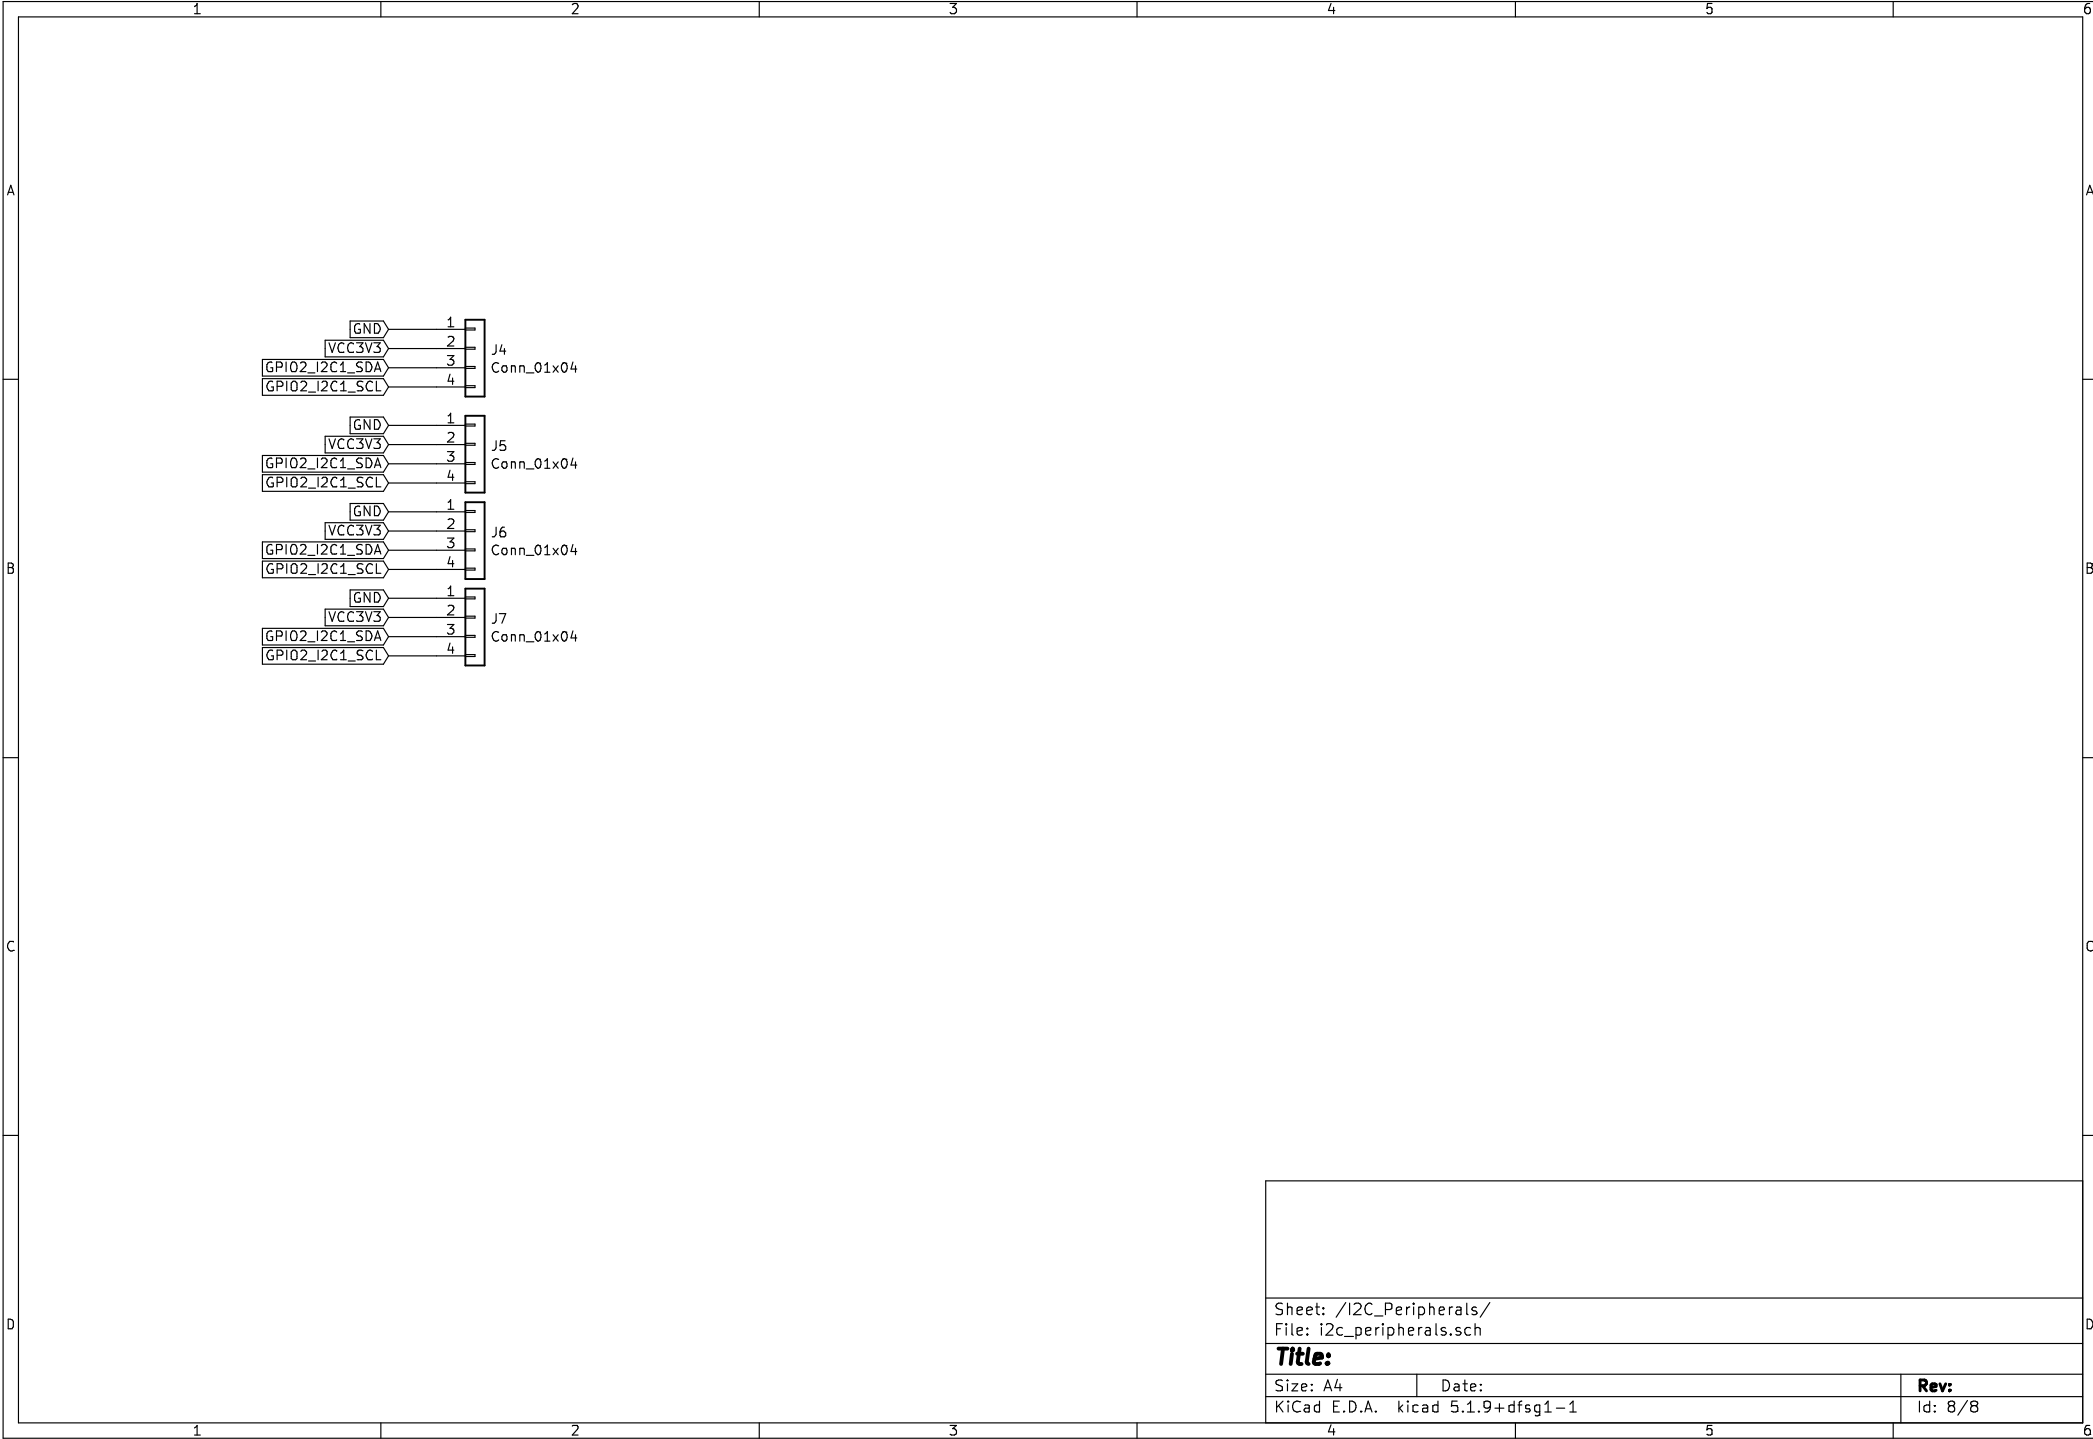 1 2 3 4 5 6
A A
GND 1
VCC3V3 2 J4
GPIO2_I2C1_SDA 3 Conn_01x04
GPIO2_I2C1_SCL 4
GND 1
VCC3V3 2 J5
GPIO2_I2C1_SDA 3 Conn_01x04
GPIO2_I2C1_SCL 4
GND 1
VCC3V3 2 J6
GPIO2_I2C1_SDA 3 Conn_01x04
B B
GPIO2_I2C1_SCL 4
GND 1
VCC3V3 2 J7
GPIO2_I2C1_SDA 3 Conn_01x04
GPIO2_I2C1_SCL 4
C C
Sheet: /I2C_Peripherals/
D D
File: i2c_peripherals.sch
Title:
Size: A4 Date: Rev:
KiCad E.D.A. kicad 5.1.9+dfsg1-1 Id: 8/8
1 2 3 4 5 6